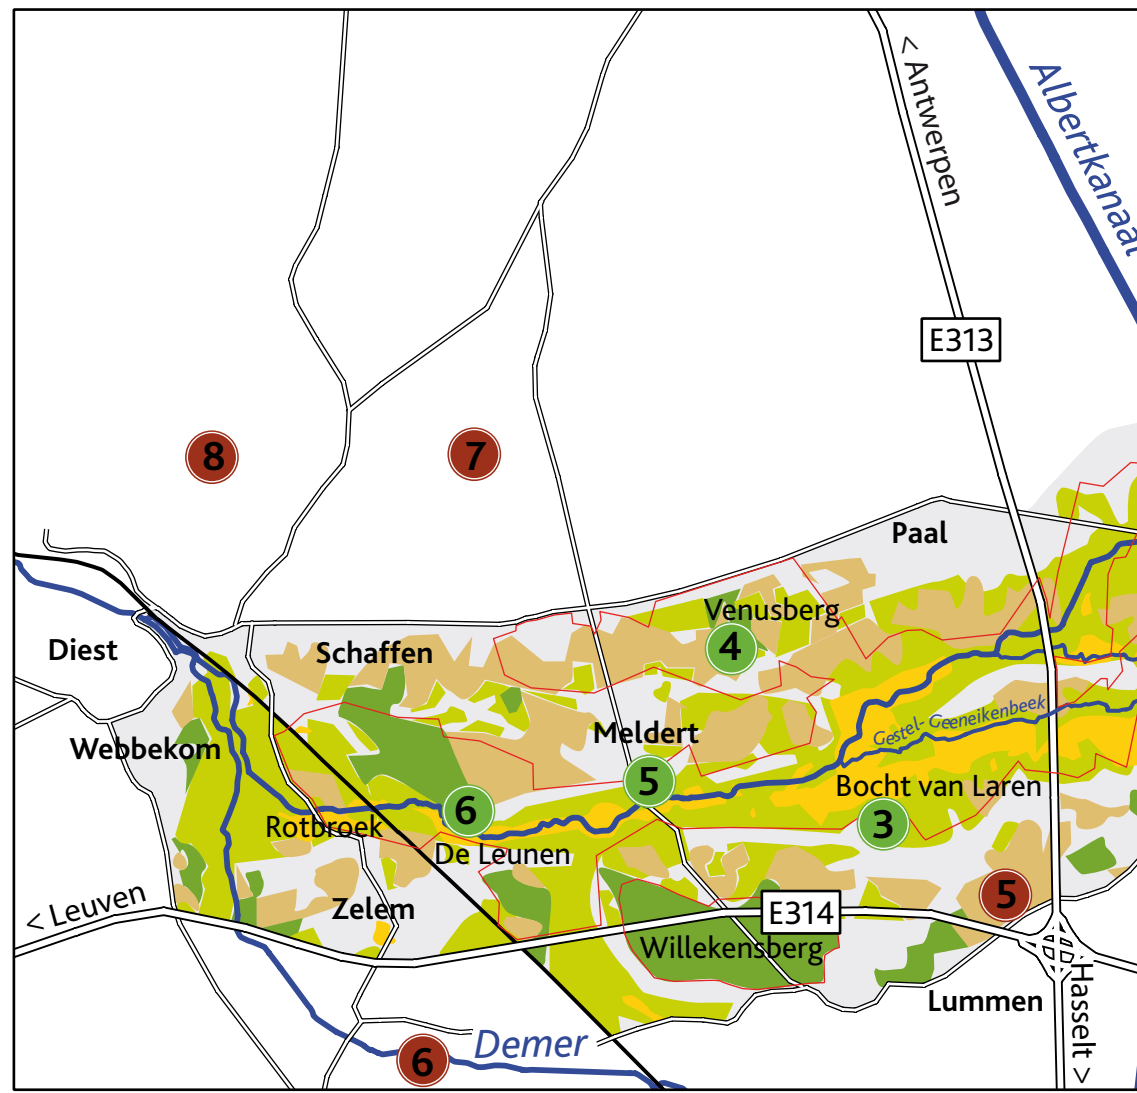 < Antwerpen
Albertkanaal
E313
8
7
Paal
Venusberg
4
Diest
Schaffen
Gestel-Geeneikenbeek
Webbekom
Meldert
5
Bocht van Laren
6
3
Rotbroek
De Leunen
5
< Leuven
Zelem
E314
Willekensberg
Lummen
Hasselt >
Demer
6